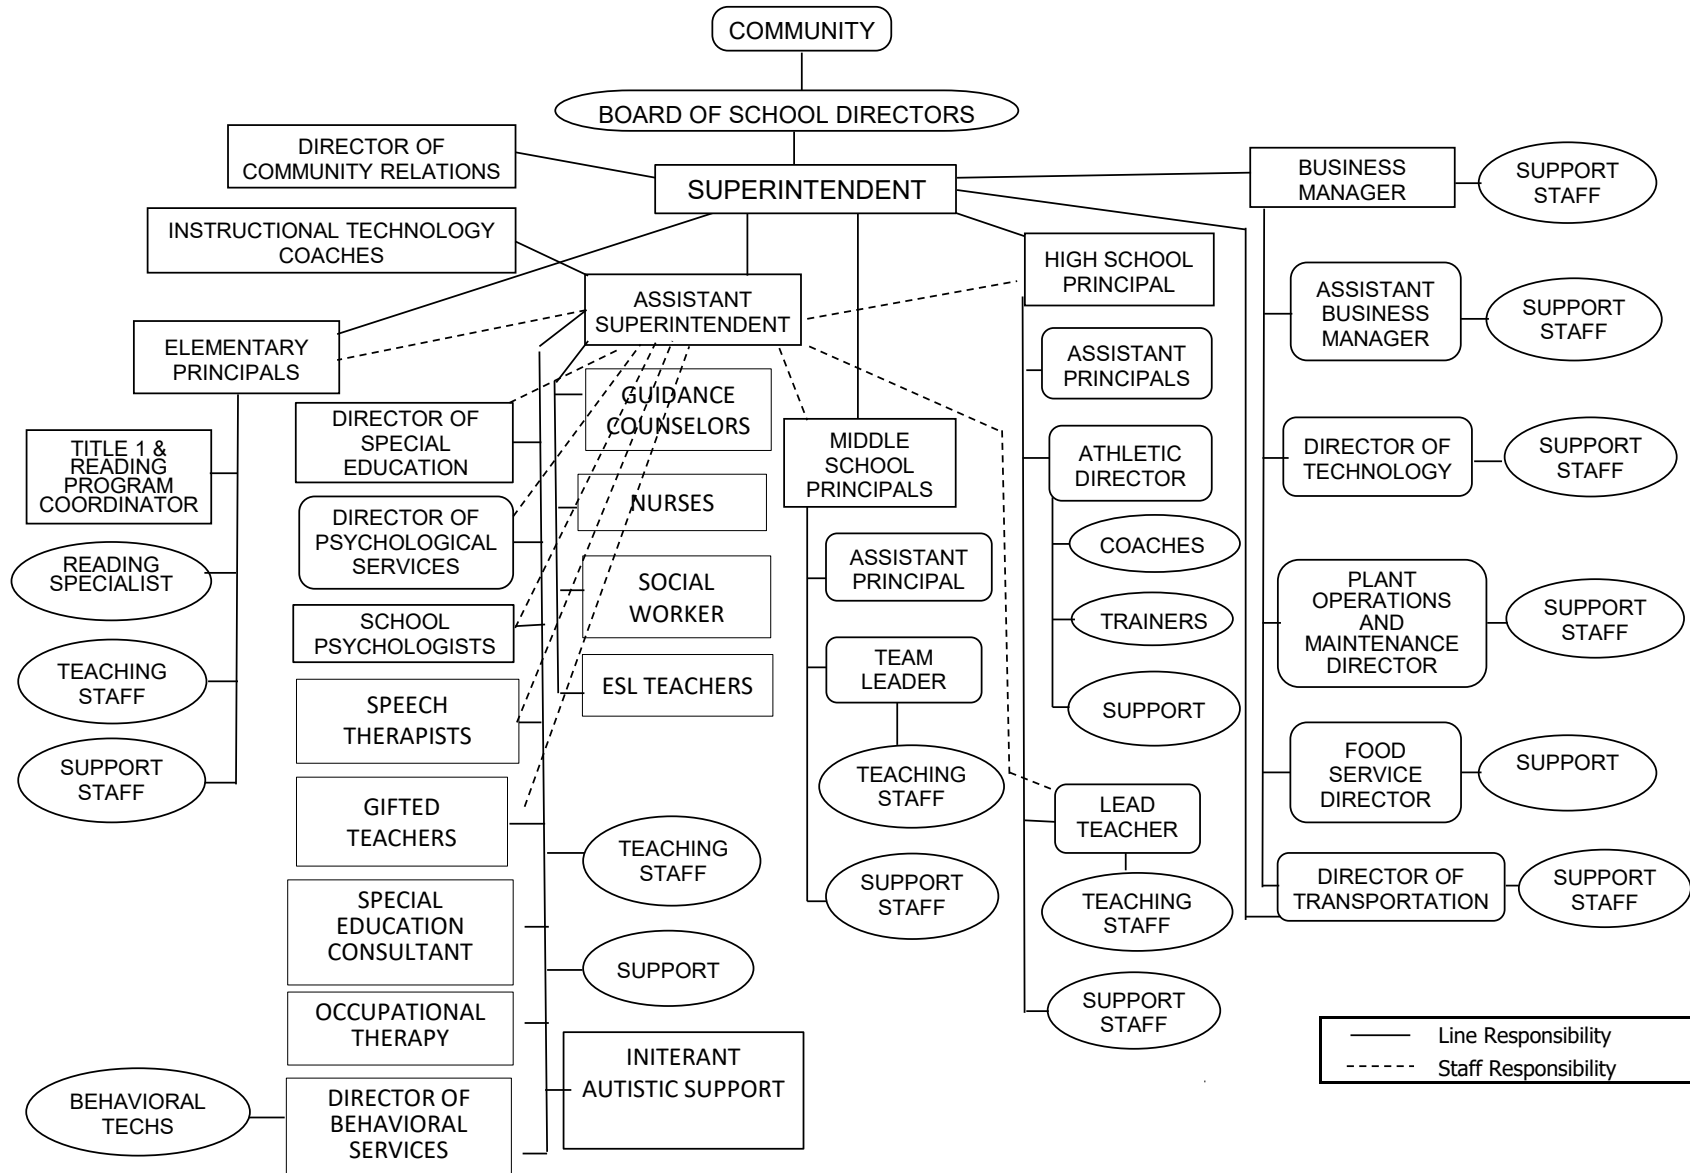 COMMUNITY
BOARD OF SCHOOL DIRECTORS
DIRECTOR OF
COMMUNITY RELATIONS
SUPERINTENDENT
BUSINESS
MANAGER
SUPPORT
STAFF
INSTRUCTIONAL TECHNOLOGY
COACHES
HIGH SCHOOL
PRINCIPAL
ASSISTANT
SUPERINTENDENT
ASSISTANT
BUSINESS
MANAGER
SUPPORT
STAFF
ELEMENTARY
PRINCIPALS
ASSISTANT
PRINCIPALS
GUIDANCE
COUNSELORS
DIRECTOR OF
SPECIAL
EDUCATION
MIDDLE
SCHOOL
PRINCIPALS
ATHLETIC
DIRECTOR
DIRECTOR OF
TECHNOLOGY
SUPPORT
STAFF
TITLE 1 &
READING
PROGRAM
COORDINATOR
NURSES
DIRECTOR OF
PSYCHOLOGICAL
SERVICES
COACHES
READING
SPECIALIST
ASSISTANT
PRINCIPAL
SOCIAL
WORKER
PLANT
OPERATIONS
AND
MAINTENANCE
DIRECTOR
SUPPORT
STAFF
SCHOOL
PSYCHOLOGISTS
TRAINERS
TEACHING
STAFF
TEAM
LEADER
ESL TEACHERS
SPEECH
THERAPISTS
SUPPORT
SUPPORT
STAFF
FOOD
SERVICE
DIRECTOR
SUPPORT
TEACHING
STAFF
GIFTED
TEACHERS
LEAD
TEACHER
TEACHING
STAFF
SUPPORT
STAFF
DIRECTOR OF
TRANSPORTATION
SUPPORT
STAFF
SPECIAL
EDUCATION
CONSULTANT
TEACHING
STAFF
SUPPORT
OCCUPATIONAL
THERAPY
SUPPORT
STAFF
INITERANT
AUTISTIC SUPPORT
Line Responsibility
Staff Responsibility
BEHAVIORAL
TECHS
DIRECTOR OF
BEHAVIORAL
SERVICES